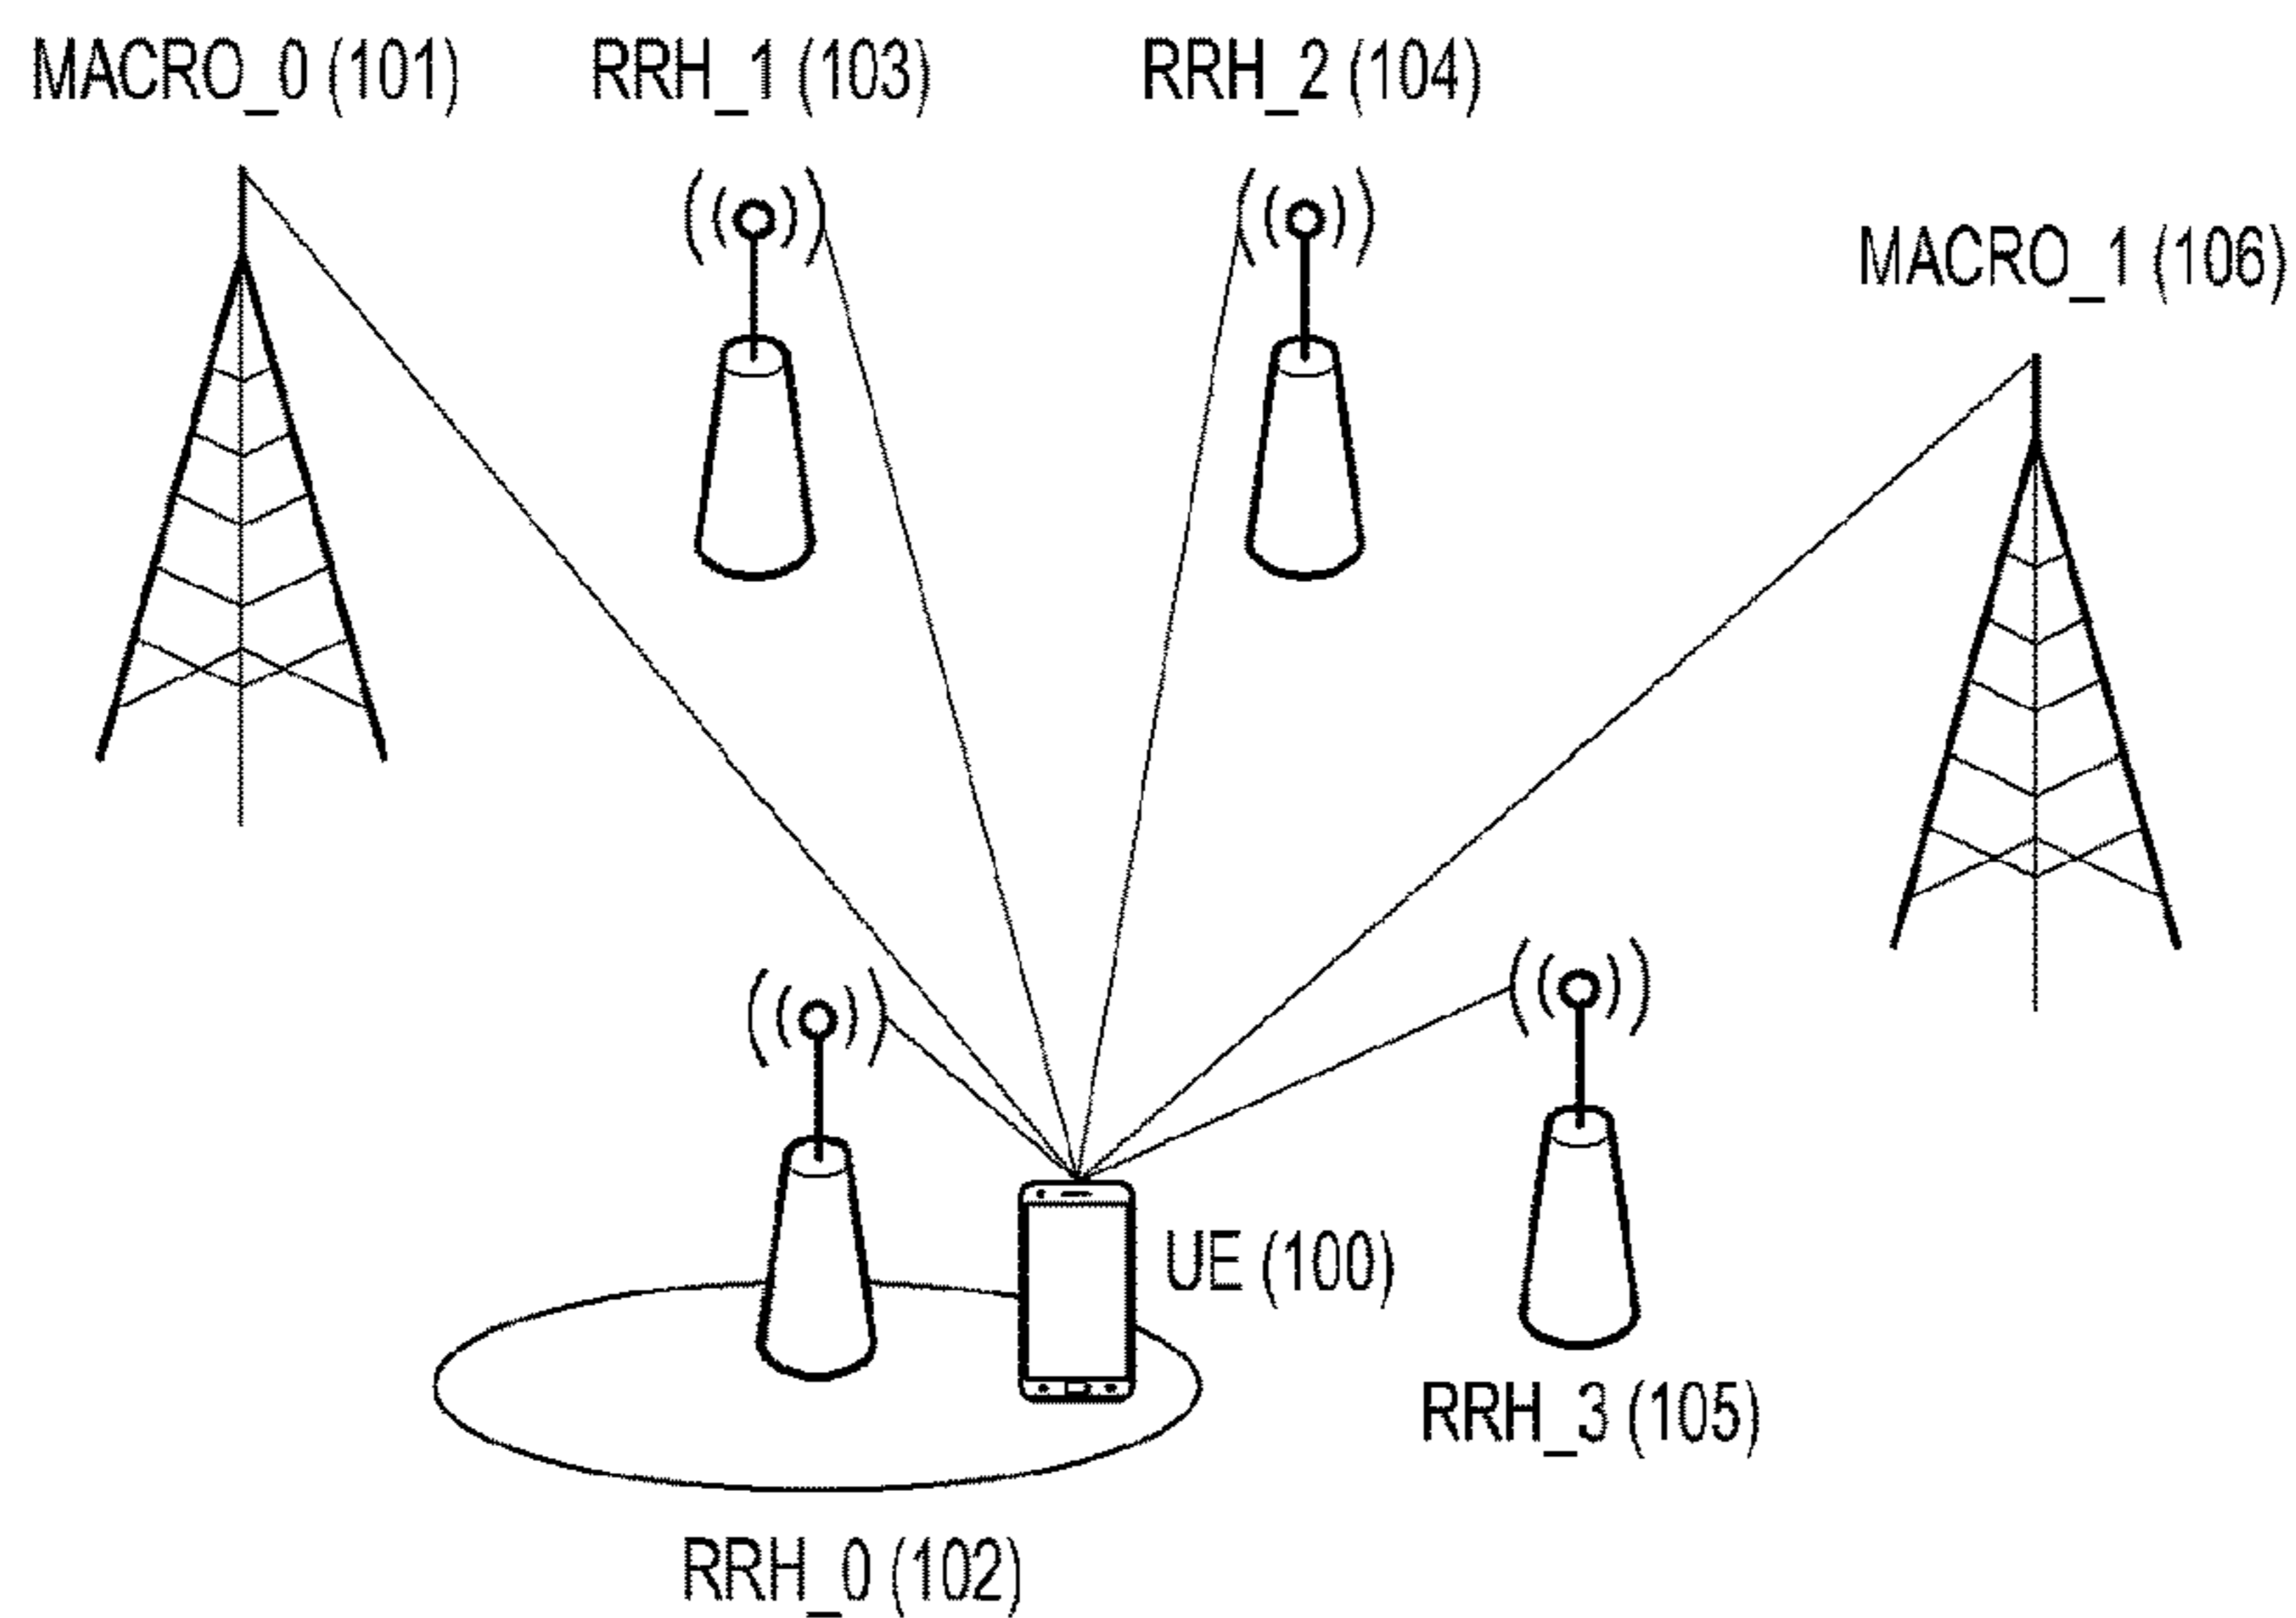 MACRO_0 (101)
RRH_1 (103)
RRH_2 (104)
MACRO_1 (106)
UE (100)
RRH_3 (105)
RRH_0 (102)